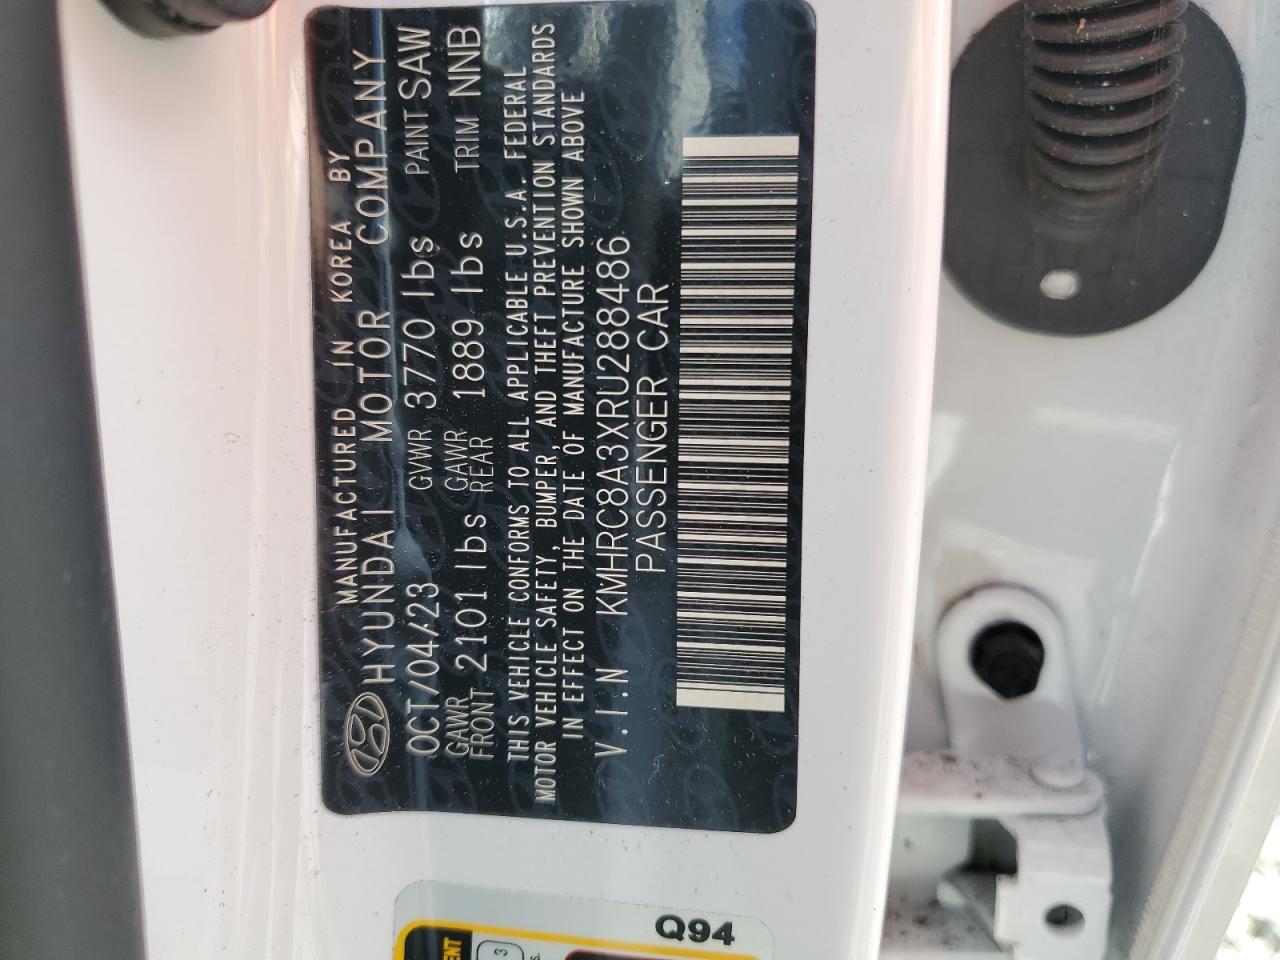 MANUFACTURED IN KOREA BY
HYUNDAI MOTOR COMPANY
OCT/04/23 GVWR 3770 lbs PAINT SAW
GAWR FRONT 2101 lbs GAWR REAR 1889 lbs TRIM NNB
THIS VEHICLE CONFORMS TO ALL APPLICABLE U.S.A. FEDERAL
MOTOR VEHICLE SAFETY, BUMPER, AND THEFT PREVENTION STANDARDS
IN EFFECT ON THE DATE OF MANUFACTURE SHOWN ABOVE
V.I.N KMHRC8A3XRU288486
PASSENGER CAR
Q94
3